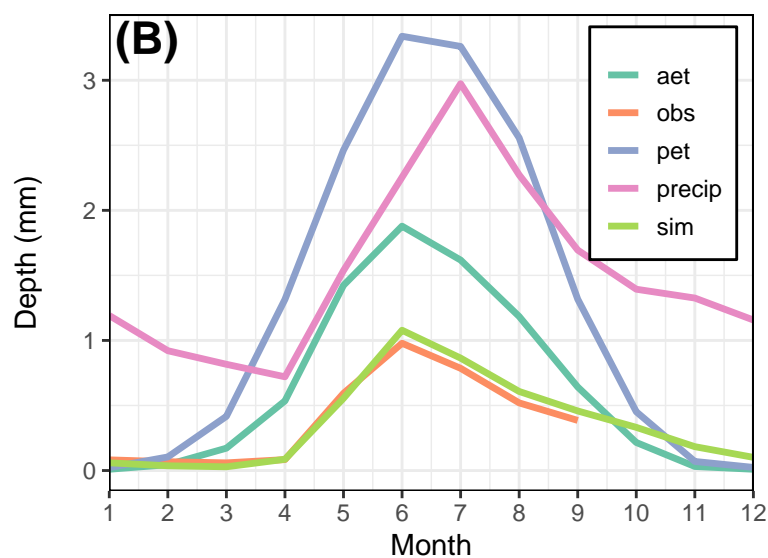 (B)
3
2
1
0
Depth (mm)
aet
obs
pet
precip
sim
1 2 3 4 5 6 7 8 9 10 11 12
Month